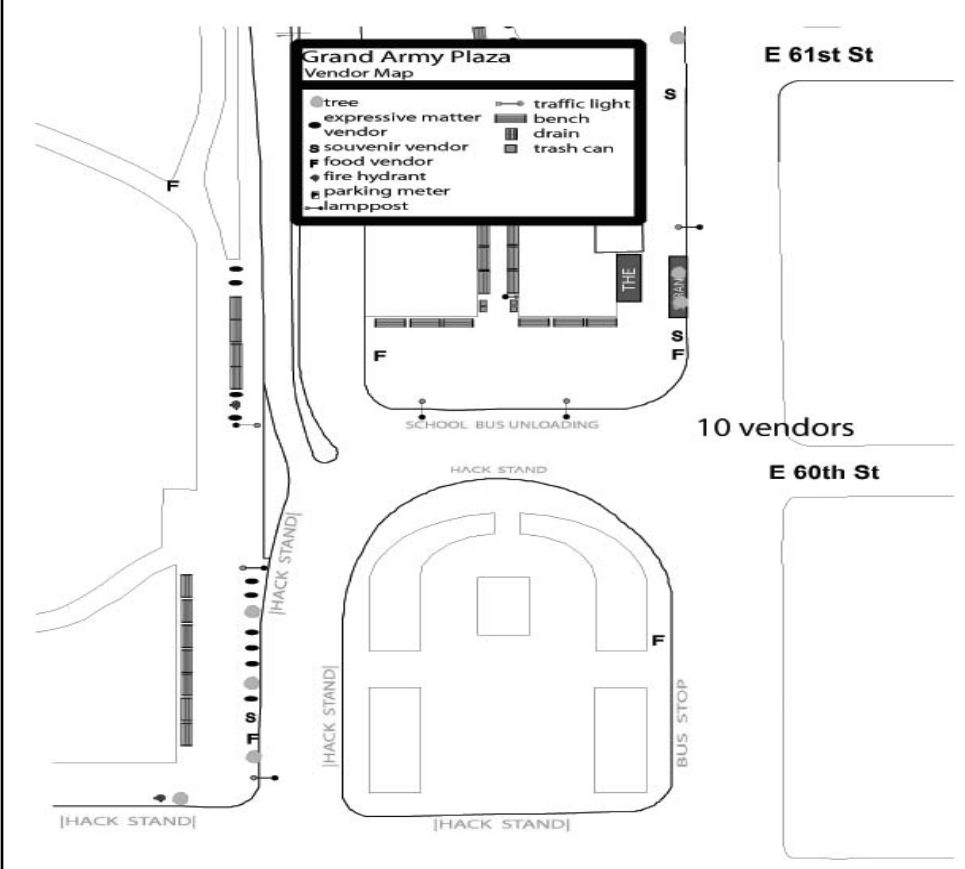 E 61st St
Grand Army Plaza
Vendor Map
tree
expressive matter
vendor
S souvenir vendor
F food vendor
fire hydrant
parking meter
lamppost
traffic light
bench
drain
trash can
S
F
THE
S
F
F
SCHOOL BUS UNLOADING
10 vendors
HACK STAND
E 60th St
|HACK STAND|
F
|HACK STAND|
BUS STOP
S
F
|HACK STAND|
|HACK STAND|